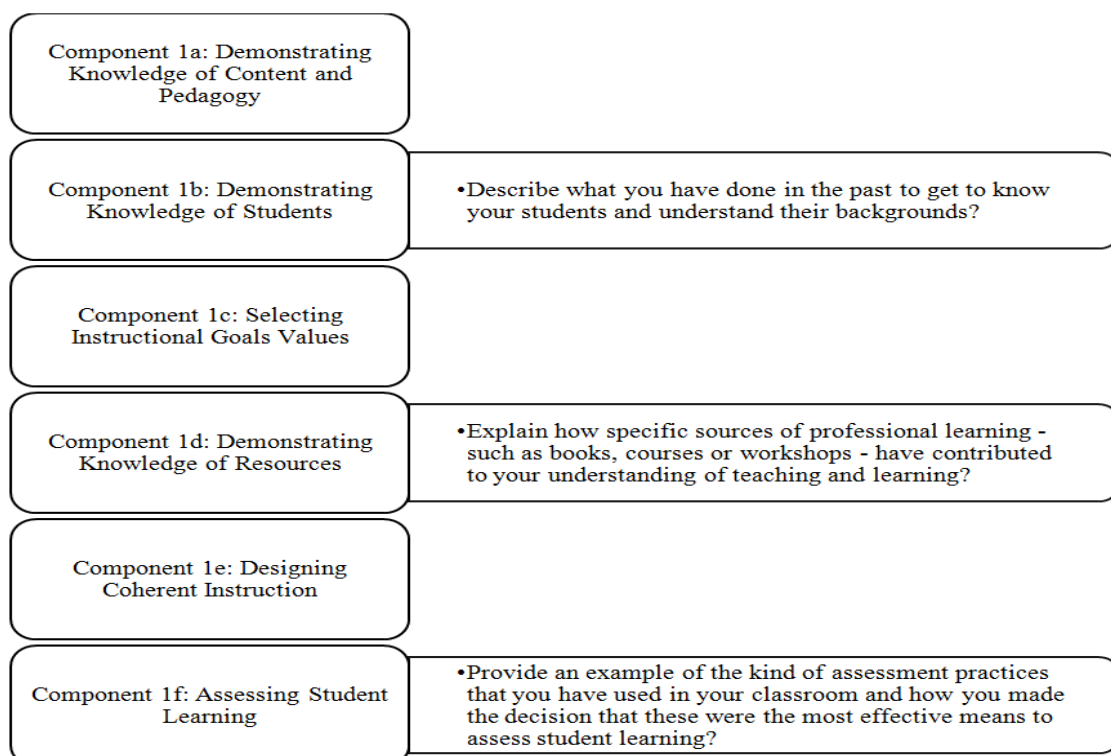 Component 1a: Demonstrating
Knowledge of Content and
Pedagogy
Component 1b: Demonstrating
Knowledge of Students
•Describe what you have done in the past to get to know
your students and understand their backgrounds?
Component 1c: Selecting
Instructional Goals Values
Component 1d: Demonstrating
Knowledge of Resources
•Explain how specific sources of professional learning -
such as books, courses or workshops - have contributed
to your understanding of teaching and learning?
Component 1e: Designing
Coherent Instruction
Component 1f: Assessing Student
Learning
•Provide an example of the kind of assessment practices
that you have used in your classroom and how you made
the decision that these were the most effective means to
assess student learning?